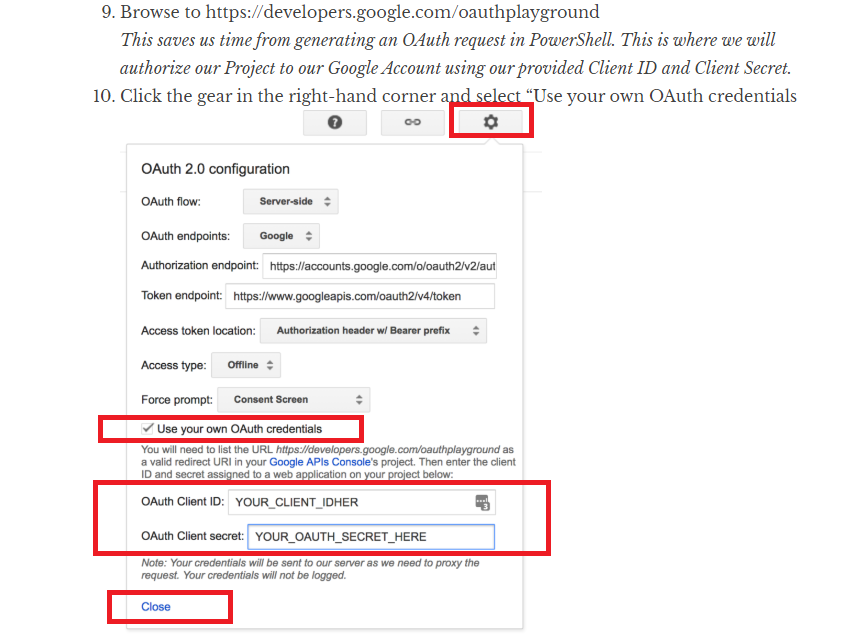 9. Browse to https://developers.google.com/oauthplayground
This saves us time from generating an OAuth request in PowerShell. This is where we will
authorize our Project to our Google Account using our provided Client ID and Client Secret.
10. Click the gear in the right-hand corner and select “Use your own OAuth credentials
OAuth 2.0 configuration
OAuth flow: Server-side
OAuth endpoints: Google
Authorization endpoint: https://accounts.google.com/o/oauth2/v2/aut
Token endpoint: https://www.googleapis.com/oauth2/v4/token
Access token location: Authorization header w/ Bearer prefix
Access type: Offline
Force prompt: Consent Screen
Use your own OAuth credentials
You will need to list the URL https://developers.google.com/oauthplayground as
a valid redirect URI in your Google APIs Console's project. Then enter the client
ID and secret assigned to a web application on your project below:
OAuth Client ID: YOUR_CLIENT_IDHER
OAuth Client secret: YOUR_OAUTH_SECRET_HERE
Note: Your credentials will be sent to our server as we need to proxy the
request. Your credentials will not be logged.
Close